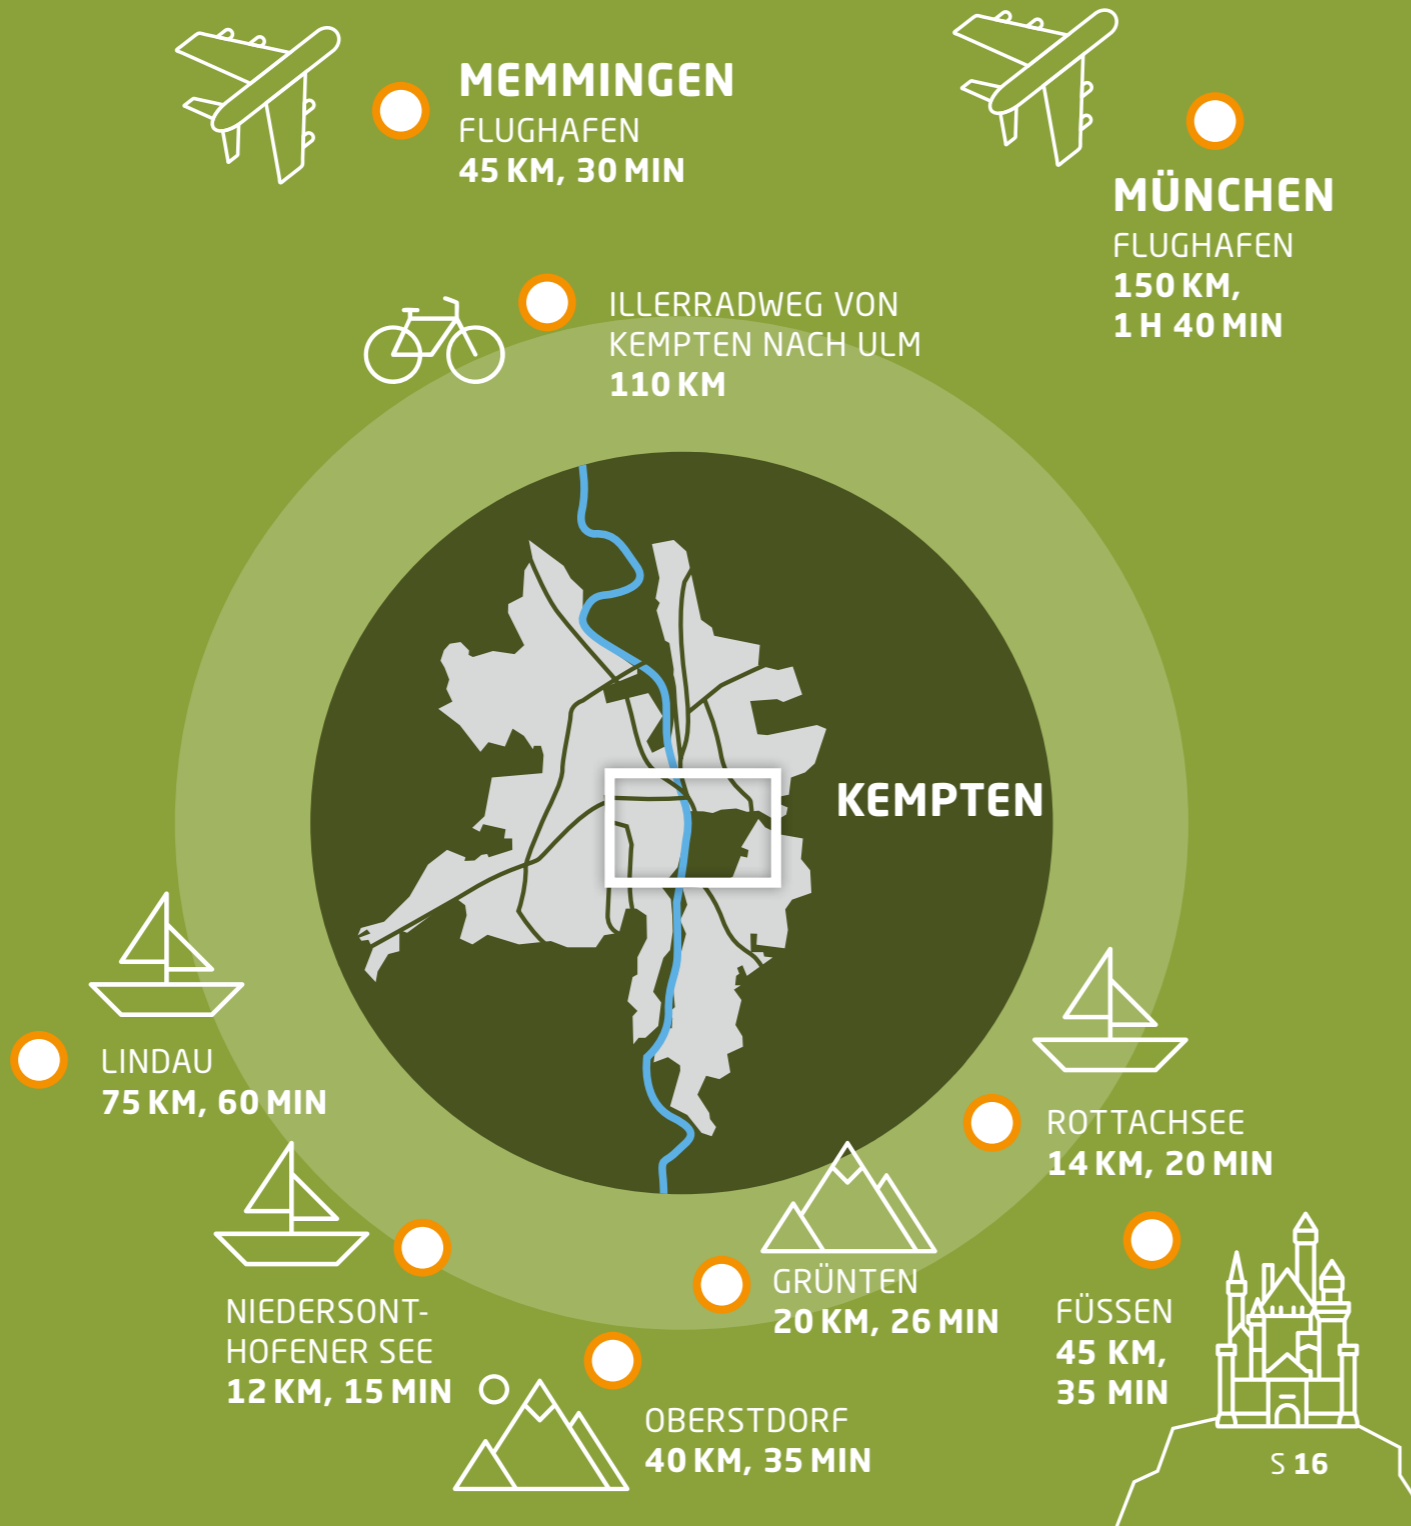 MEMMINGEN
FLUGHAFEN
45 KM, 30 MIN
MÜNCHEN
FLUGHAFEN
150 KM,
1 H 40 MIN
ILLERRADWEG VON
KEMPTEN NACH ULM
110 KM
KEMPTEN
LINDAU
75 KM, 60 MIN
ROTTACHSEE
14 KM, 20 MIN
NIEDERSONT-
HOFENER SEE
12 KM, 15 MIN
GRÜNTEN
20 KM, 26 MIN
FÜSSEN
45 KM,
35 MIN
OBERSTDORF
40 KM, 35 MIN
S 16